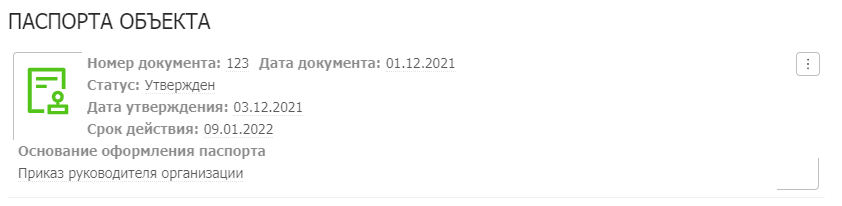 ПАСПОРТА ОБЪЕКТА
Номер документа: 123 Дата документа: 01.12.2021
Статус: Утвержден
Дата утверждения: 03.12.2021
Срок действия: 09.01.2022
Основание оформления паспорта
Приказ руководителя организации